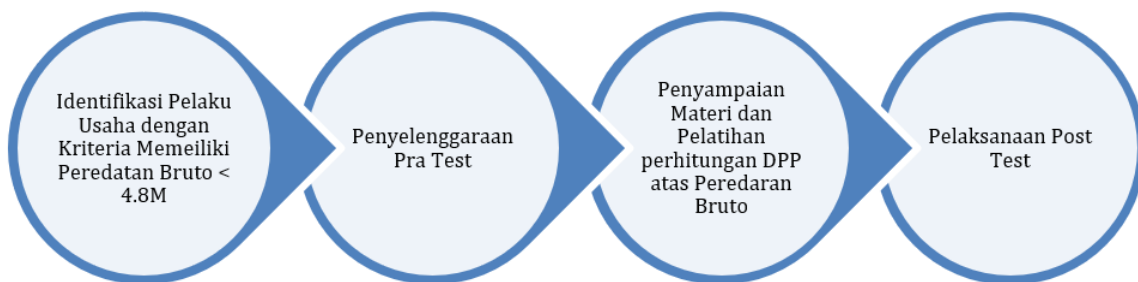 Identifikasi Pelaku
Usaha dengan
Kriteria Memeiliki
Peredatan Bruto <
4.8M
Penyelenggaraan
Pra Test
Penyampaian
Materi dan
Pelatihan
perhitungan DPP
atas Peredaran
Bruto
Pelaksanaan Post
Test